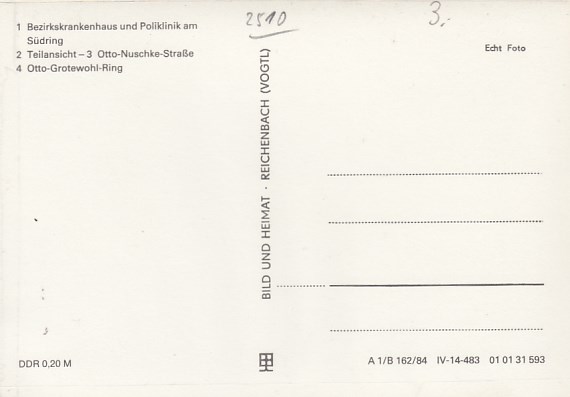 1 Bezirkskrankenhaus und Poliklinik am
Südring
2 Teilansicht – 3 Otto-Nuschke-Straße
4 Otto-Grotewohl-Ring
2510
3.-
Echt Foto
BILD UND HEIMAT · REICHENBACH (VOGTL)
DDR 0,20 M
A 1/B 162/84 IV-14-483 01 01 31 593